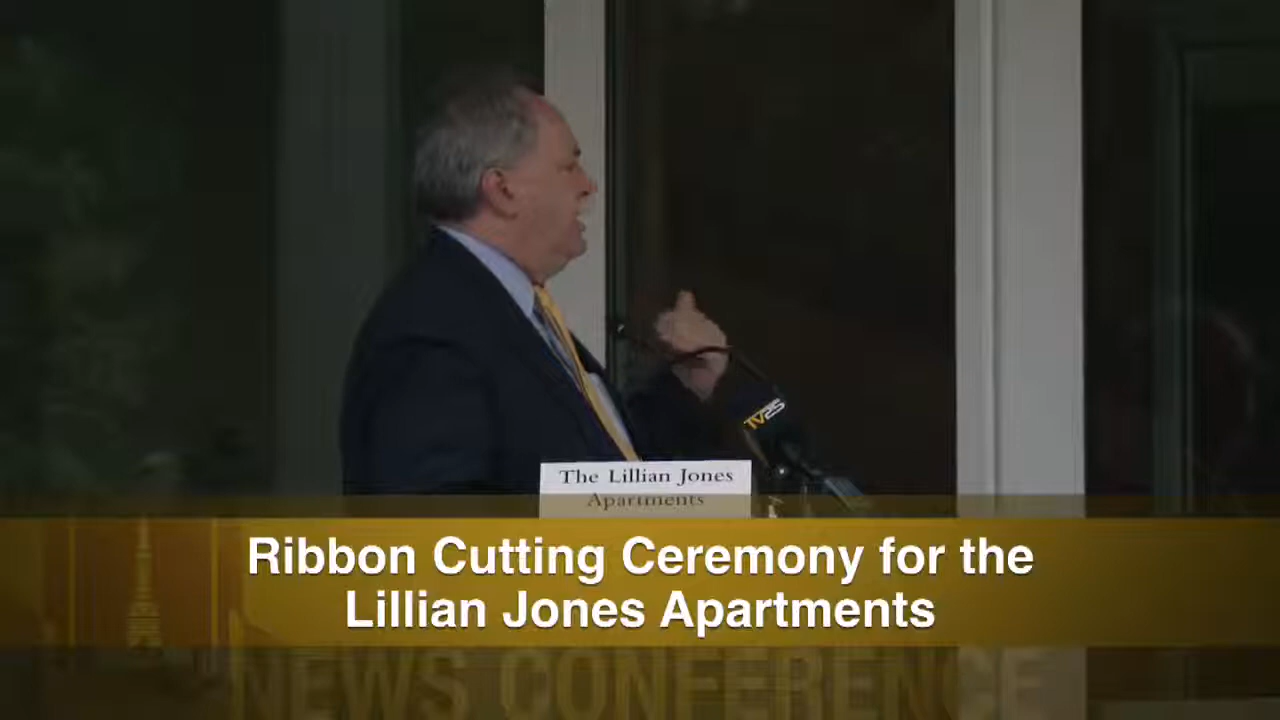 TV25
The Lillian Jones
Apartments
Ribbon Cutting Ceremony for the
Lillian Jones Apartments
NEWS CONFERENCE